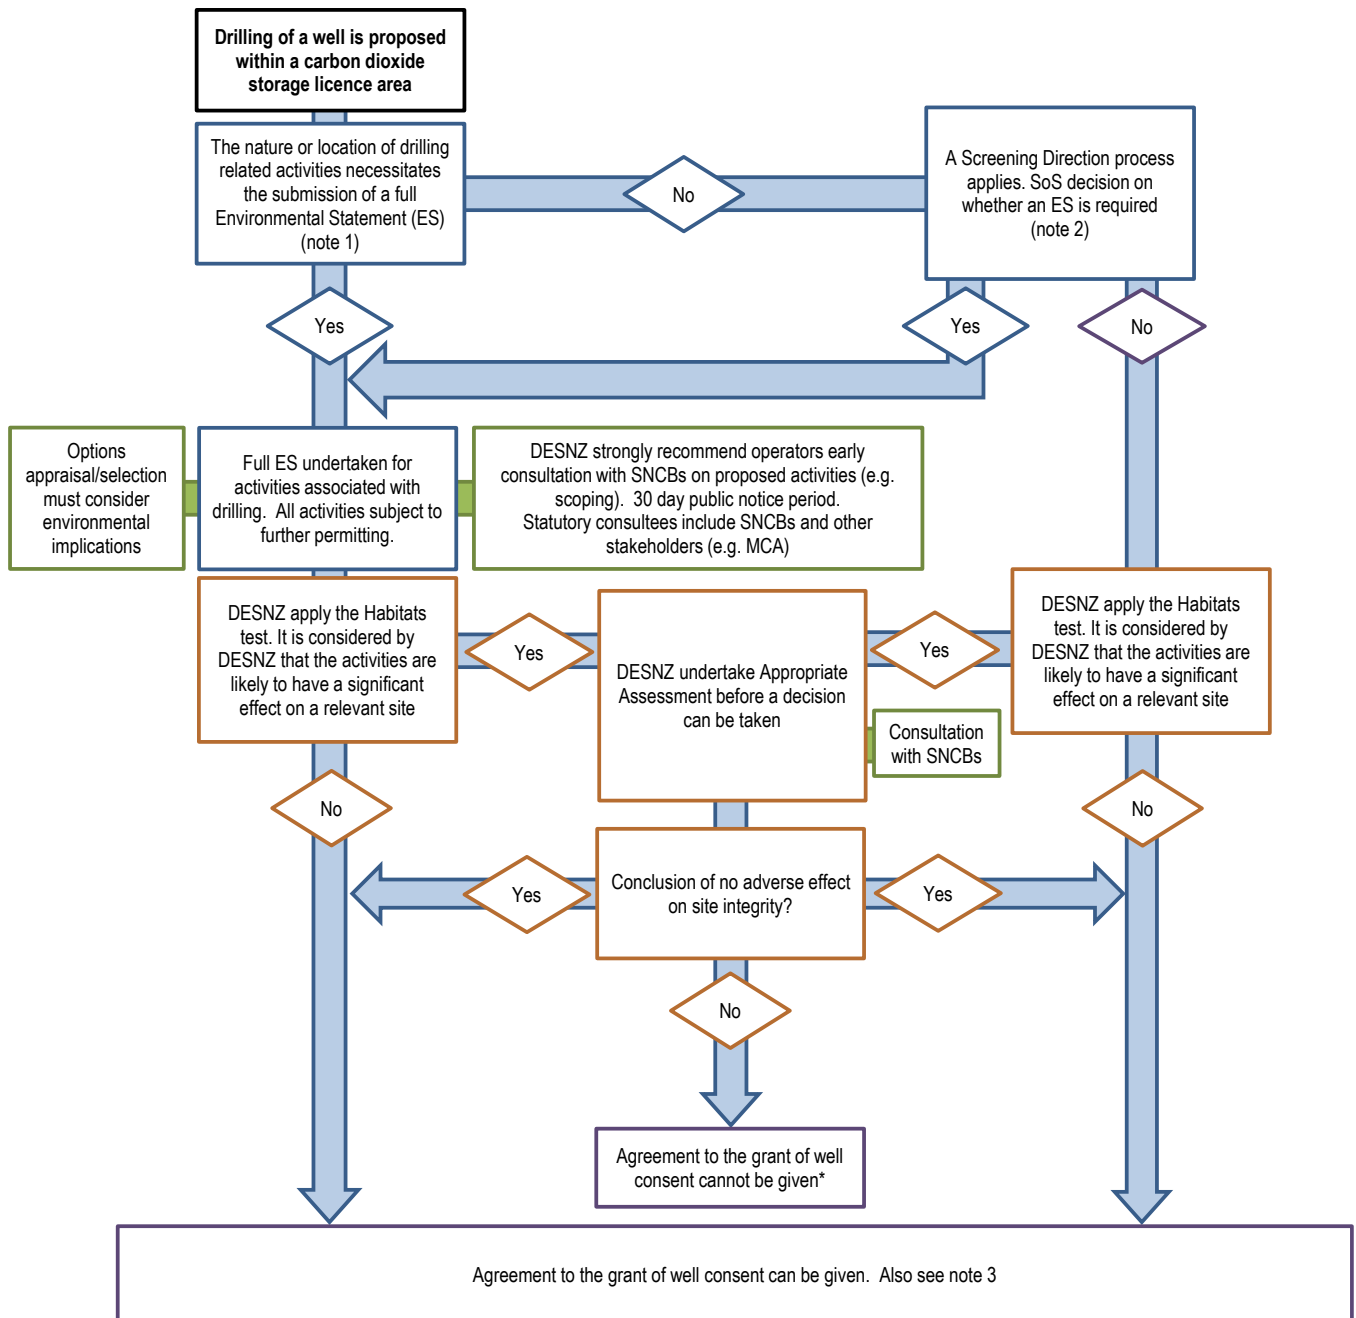 Drilling of a well is proposed
within a carbon dioxide
storage licence area
The nature or location of drilling
related activities necessitates
the submission of a full
Environmental Statement (ES)
(note 1)
No
A Screening Direction process
applies. SoS decision on
whether an ES is required
(note 2)
Yes
Yes
No
Options
appraisal/selection
must consider
environmental
implications
Full ES undertaken for
activities associated with
drilling. All activities subject to
further permitting.
DESNZ strongly recommend operators early
consultation with SNCBs on proposed activities (e.g.
scoping). 30 day public notice period.
Statutory consultees include SNCBs and other
stakeholders (e.g. MCA)
DESNZ apply the Habitats
test. It is considered by
DESNZ that the activities are
likely to have a significant
effect on a relevant site
Yes
DESNZ undertake Appropriate
Assessment before a decision
can be taken
Yes
DESNZ apply the Habitats
test. It is considered by
DESNZ that the activities are
likely to have a significant
effect on a relevant site
Consultation
with SNCBs
No
No
Yes
Conclusion of no adverse effect
on site integrity?
Yes
No
Agreement to the grant of well
consent cannot be given*
Agreement to the grant of well consent can be given. Also see note 3